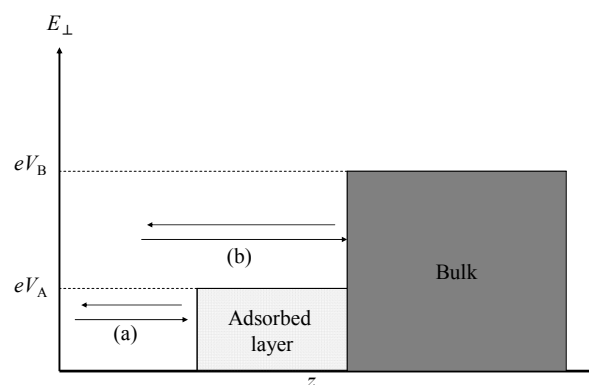 E⊥
eV_B
(b)
Bulk
eV_A
(a)
Adsorbed
layer
z